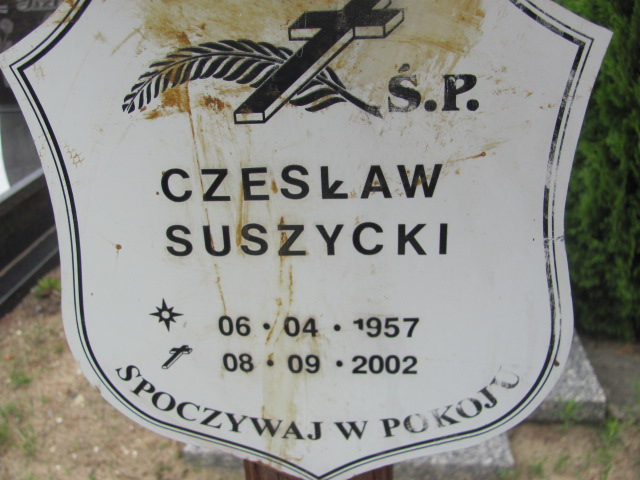 Ś.P.
CZESŁAW
SUSZYCKI
06 · 04 · 1957
08 · 09 · 2002
SPOCZYWAJ W POKOJU